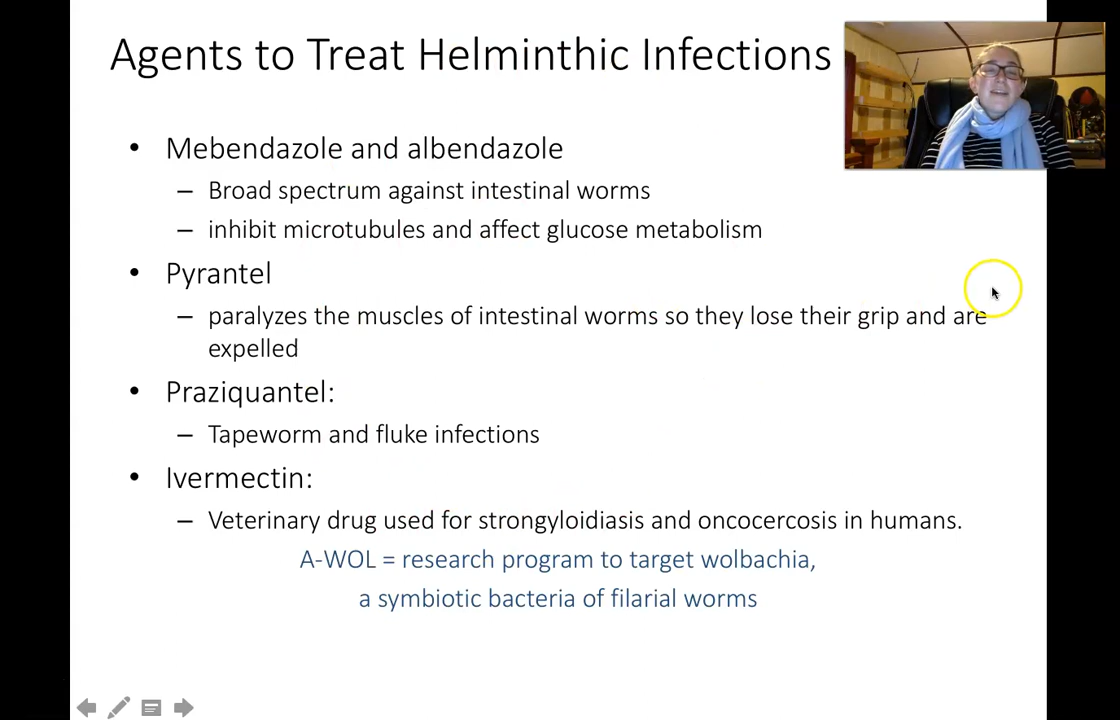 Agents to Treat Helminthic Infections
• Mebendazole and albendazole
– Broad spectrum against intestinal worms
– inhibit microtubules and affect glucose metabolism
• Pyrantel
– paralyzes the muscles of intestinal worms so they lose their grip and are
expelled
• Praziquantel:
– Tapeworm and fluke infections
• Ivermectin:
– Veterinary drug used for strongyloidiasis and oncocercosis in humans.
A-WOL = research program to target wolbachia,
a symbiotic bacteria of filarial worms